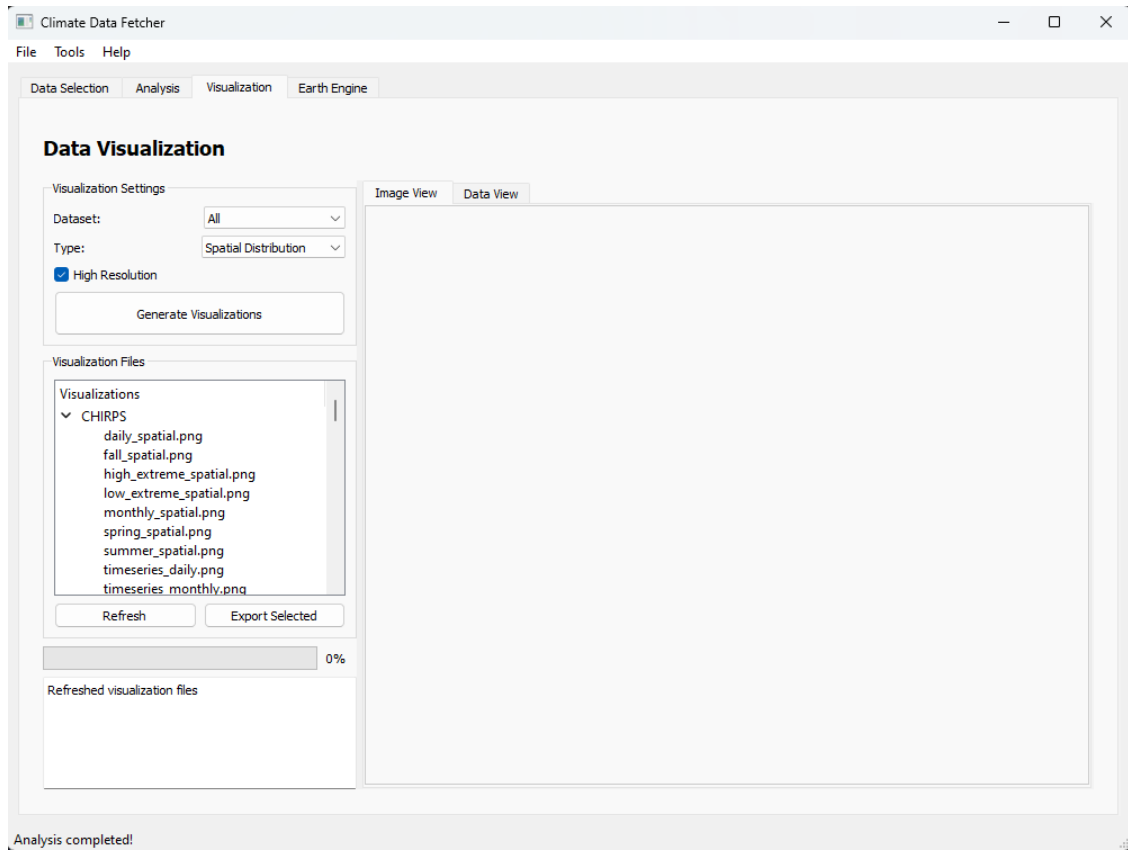 Climate Data Fetcher
File Tools Help
Data Selection Analysis Visualization Earth Engine
Data Visualization
Visualization Settings
Dataset: All
Type: Spatial Distribution
High Resolution
Generate Visualizations
Visualization Files
Visualizations
CHIRPS
daily_spatial.png
fall_spatial.png
high_extreme_spatial.png
low_extreme_spatial.png
monthly_spatial.png
spring_spatial.png
summer_spatial.png
timeseries_daily.png
timeseries_monthly.png
Refresh Export Selected
0%
Refreshed visualization files
Image View Data View
Analysis completed!